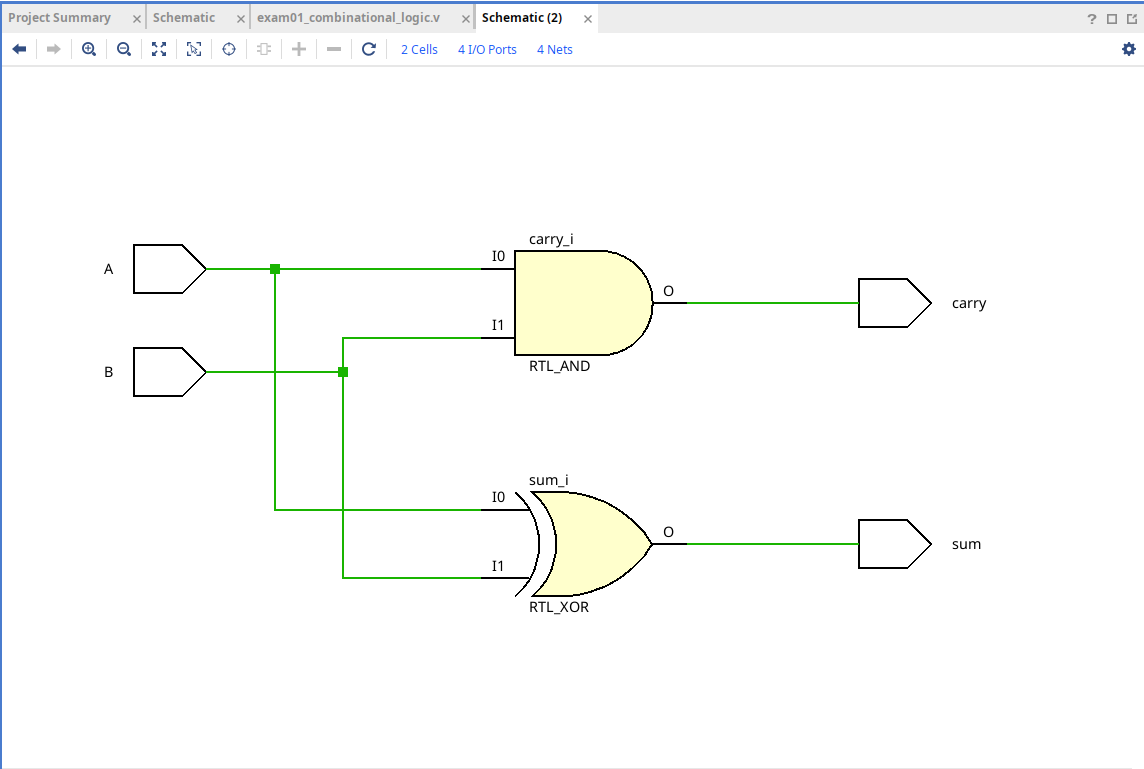 Project Summary × Schematic × exam01_combinational_logic.v × Schematic (2) × ?
2 Cells 4 I/O Ports 4 Nets
carry_i
I0
A
O
carry
I1
RTL_AND
B
sum_i
I0
O
sum
I1
RTL_XOR